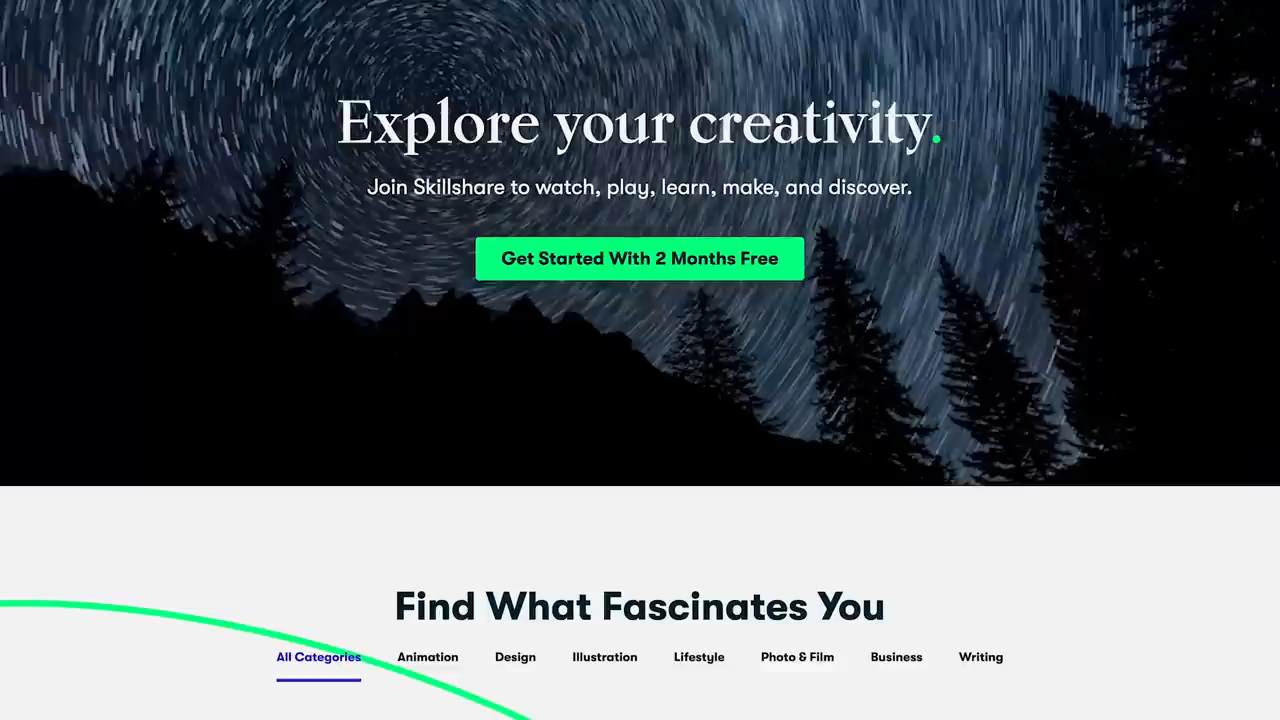 Explore your creativity.
Join Skillshare to watch, play, learn, make, and discover.
Get Started With 2 Months Free
Find What Fascinates You
All Categories Animation Design Illustration Lifestyle Photo & Film Business Writing